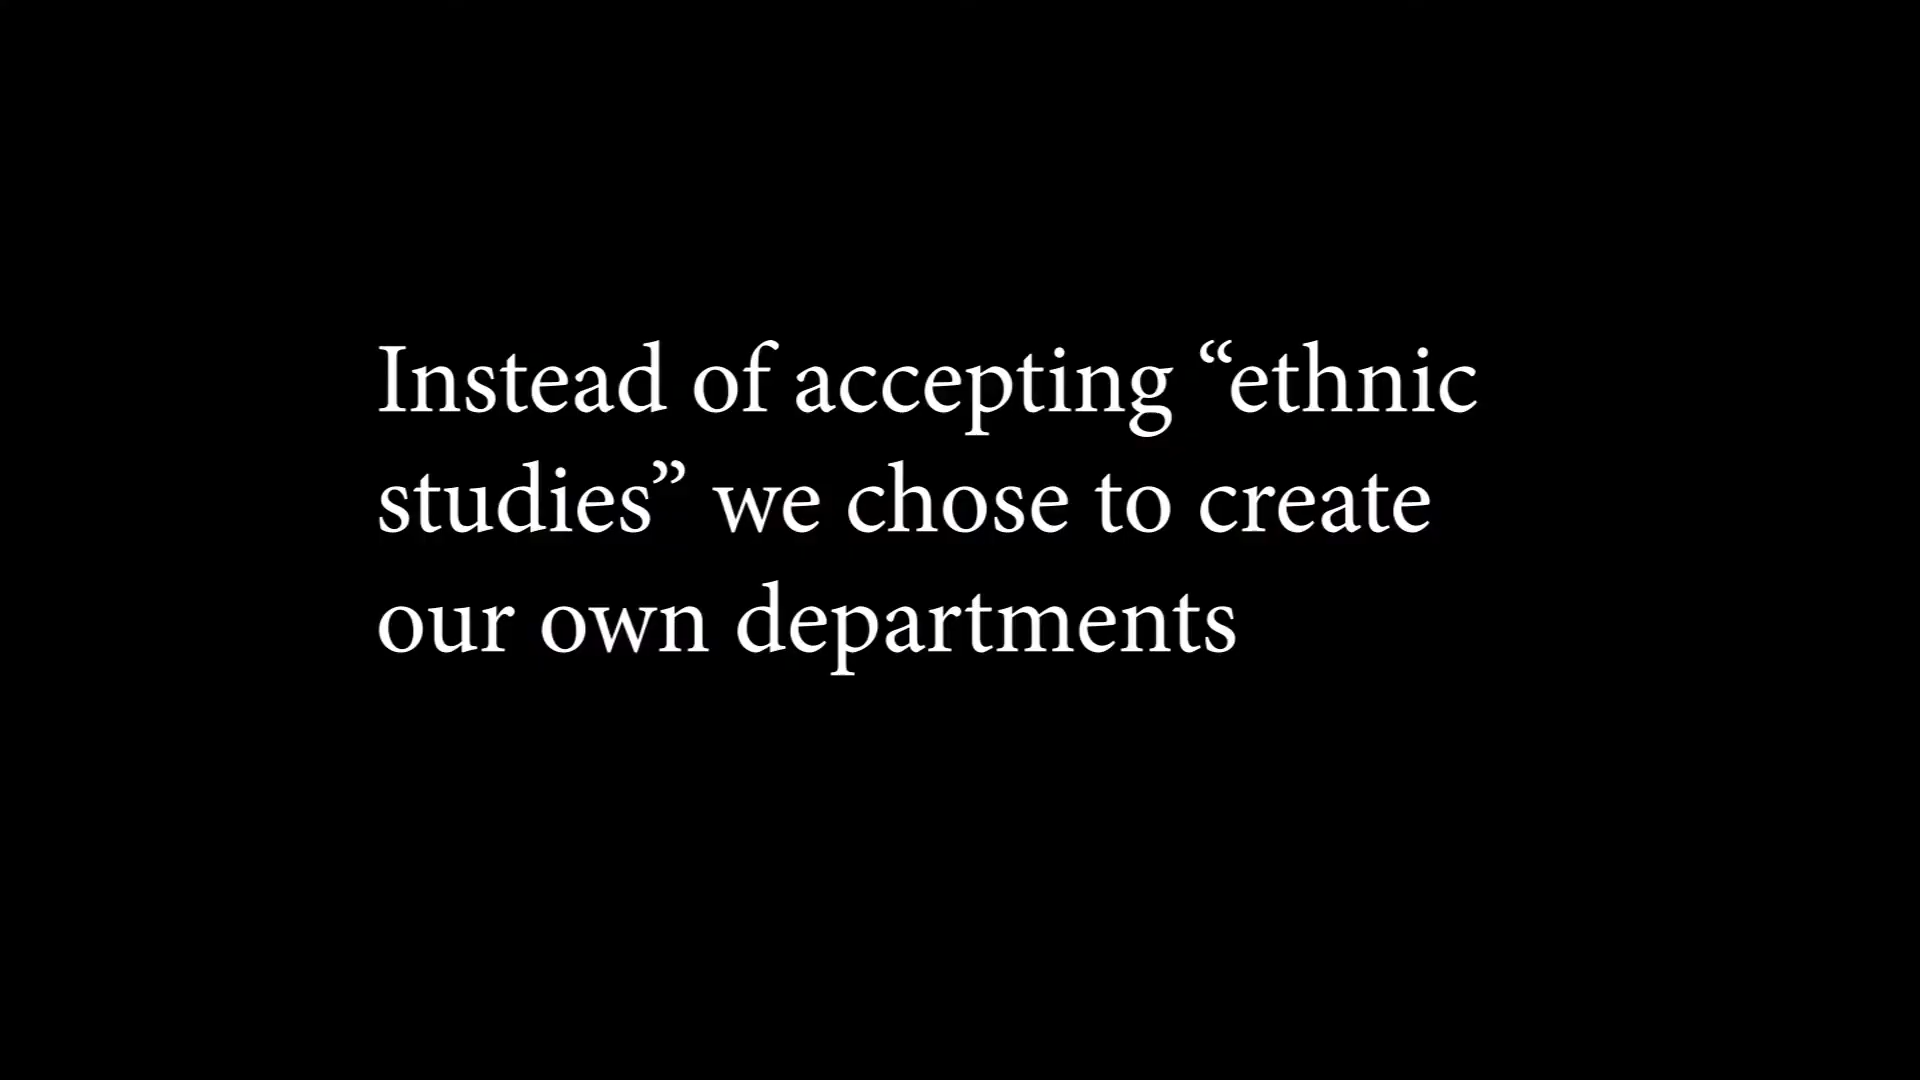 Instead of accepting “ethnic
studies” we chose to create
our own departments